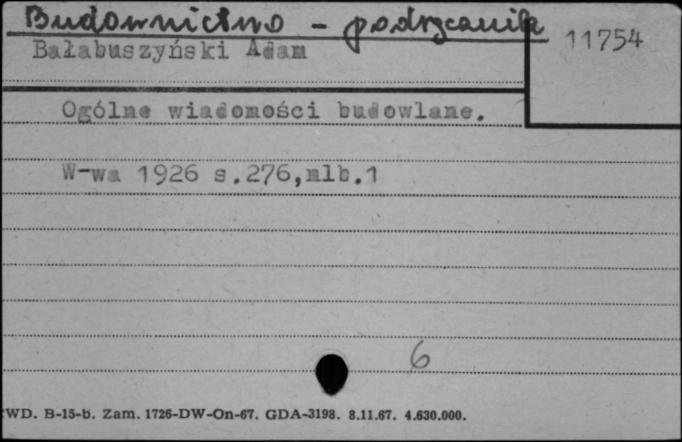 Budownictwo - podręcznik
11754
Bałabuszyński Adam
Ogólne wiadomości budowlane.
W-wa 1926 s.276,nlb.1
6
WD. B-15-b. Zam. 1726-DW-On-67. GDA-3198. 8.11.67. 4.630.000.